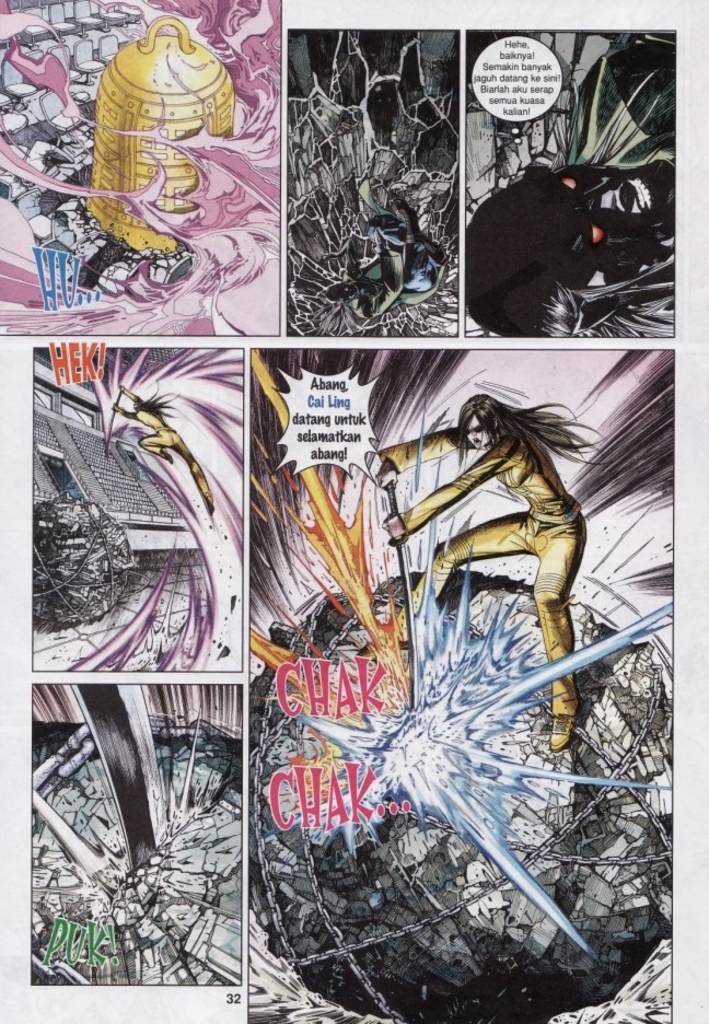 HU...
Hehe,
baiknya!
Semakin banyak
jaguh datang ke sini!
Biarlah aku serap
semua kuasa
kalian!
HEK!
Abang,
Cai Ling
datang untuk
selamatkan
abang!
CHAK
CHAK...
PUK!
32